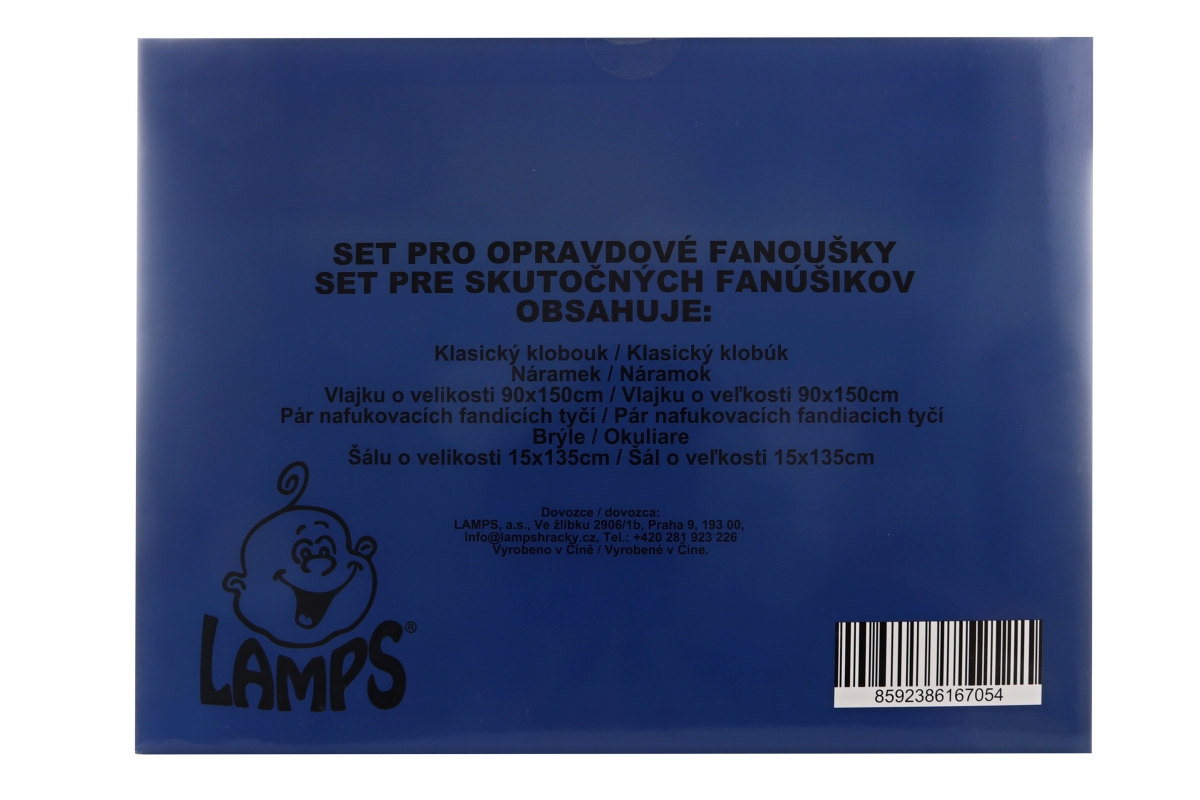 SET PRO OPRAVDOVÉ FANOUŠKY
SET PRE SKUTOČNÝCH FANÚŠIKOV
OBSAHUJE:
Klasický klobouk / Klasický klobúk
Náramek / Náramok
Vlajku o velikosti 90x150cm / Vlajku o veľkosti 90x150cm
Pár nafukovacích fandících tyčí / Pár nafukovacích fandiacich tyčí
Brýle / Okuliare
Šálu o velikosti 15x135cm / Šál o veľkosti 15x135cm
Dovozce / dovozca:
LAMPS, a.s., Ve žlíbku 2906/1b, Praha 9, 193 00,
info@lampshracky.cz, Tel.: +420 281 923 226
Vyrobeno v Číně / Vyrobené v Číne.
LAMPS®
8592386167054